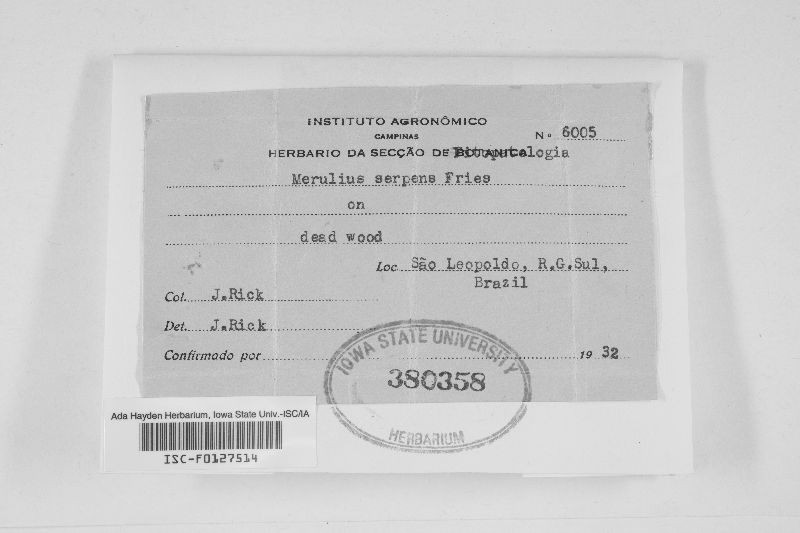 INSTITUTO AGRONÔMICO
CAMPINAS
N.º 6005
HERBARIO DA SECÇÃO DE Fitopatologia
Merulius serpens Fries
on
dead wood
Loc São Leopoldo, R.G.Sul,
Brazil
Col. J.Rick
Det. J.Rick
Confirmado por 19 32
IOWA STATE UNIVERSITY
380358
HERBARIUM
Ada Hayden Herbarium, Iowa State Univ.-ISC/IA
ISC-F0127514